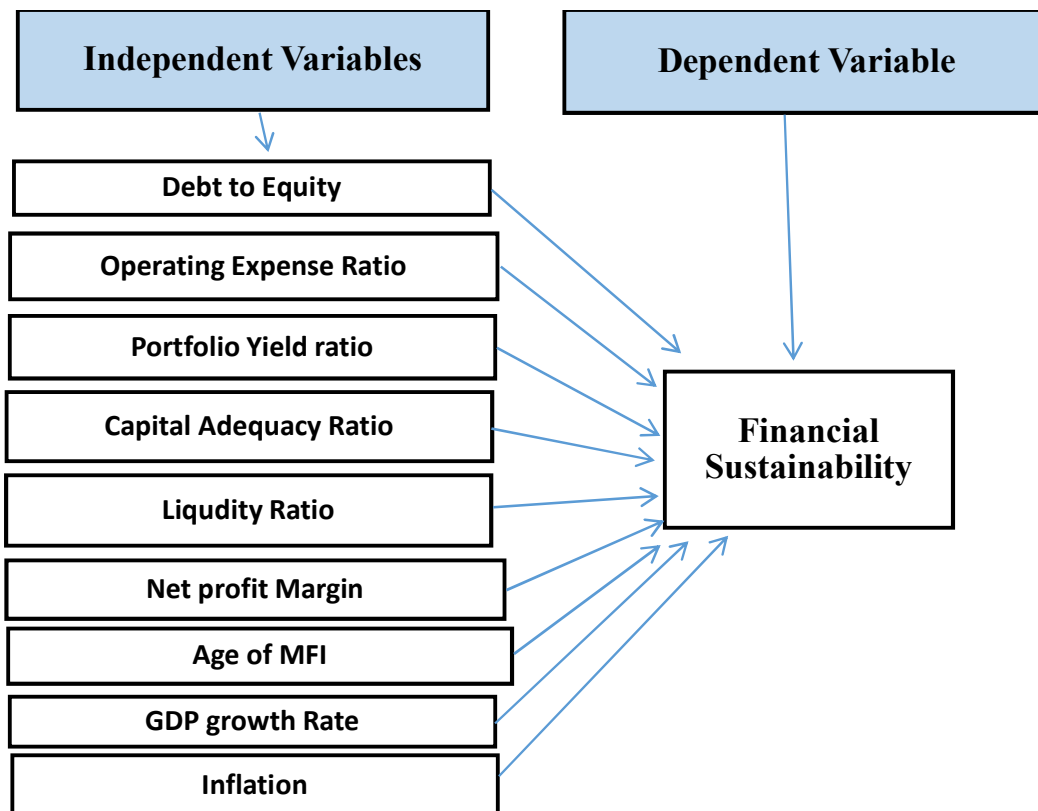 Independent Variables
Dependent Variable
Debt to Equity
Operating Expense Ratio
Portfolio Yield ratio
Capital Adequacy Ratio
Liqudity Ratio
Net profit Margin
Age of MFI
GDP growth Rate
Inflation
Financial
Sustainability